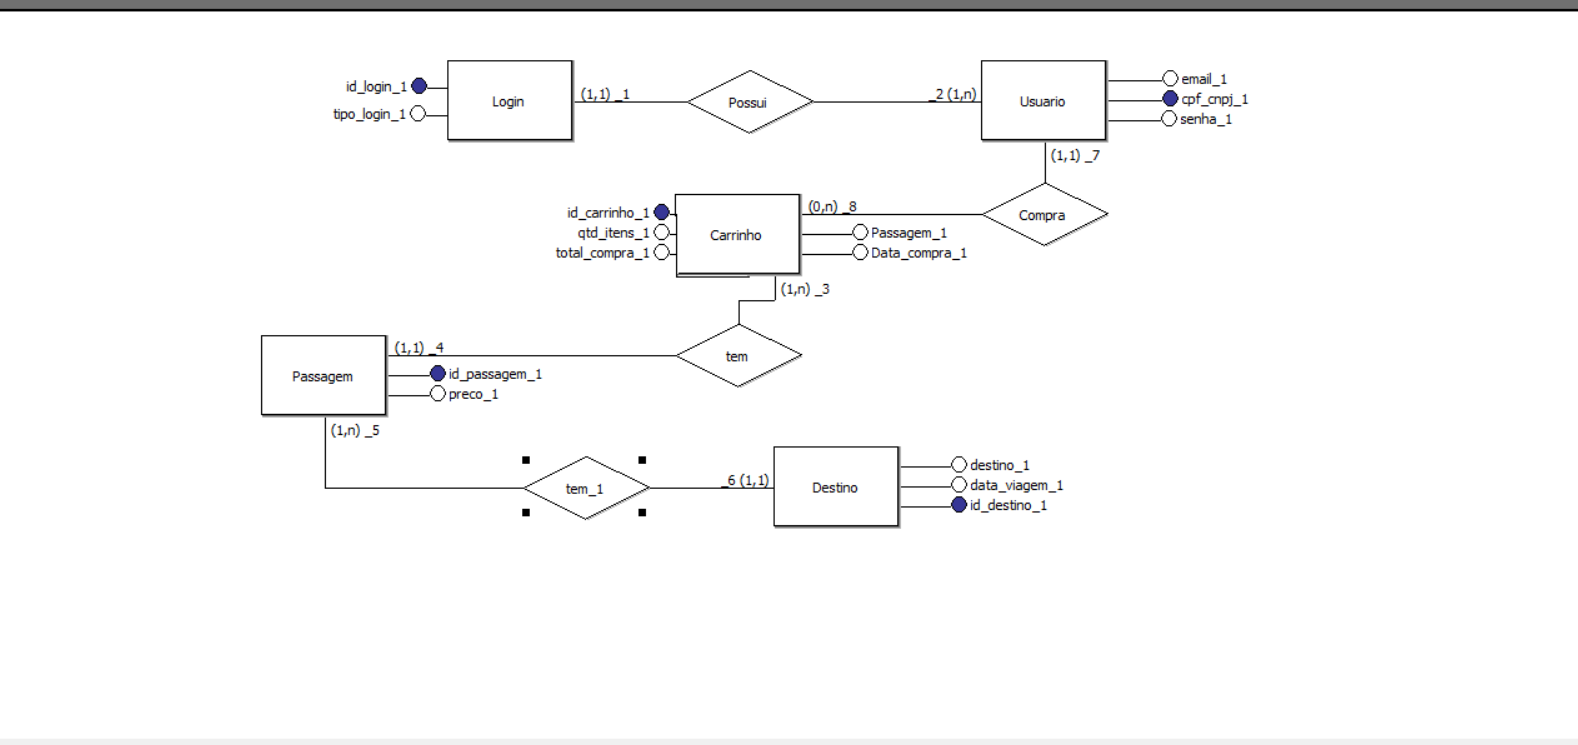 id_login_1
tipo_login_1
Login
(1,1) _1
Possui
_2 (1,n)
Usuario
email_1
cpf_cnpj_1
senha_1
(1,1) _7
Compra
id_carrinho_1
qtd_itens_1
total_compra_1
Carrinho
(0,n) _8
Passagem_1
Data_compra_1
(1,n) _3
tem
Passagem
(1,1) _4
id_passagem_1
preco_1
(1,n) _5
tem_1
_6 (1,1)
Destino
destino_1
data_viagem_1
id_destino_1